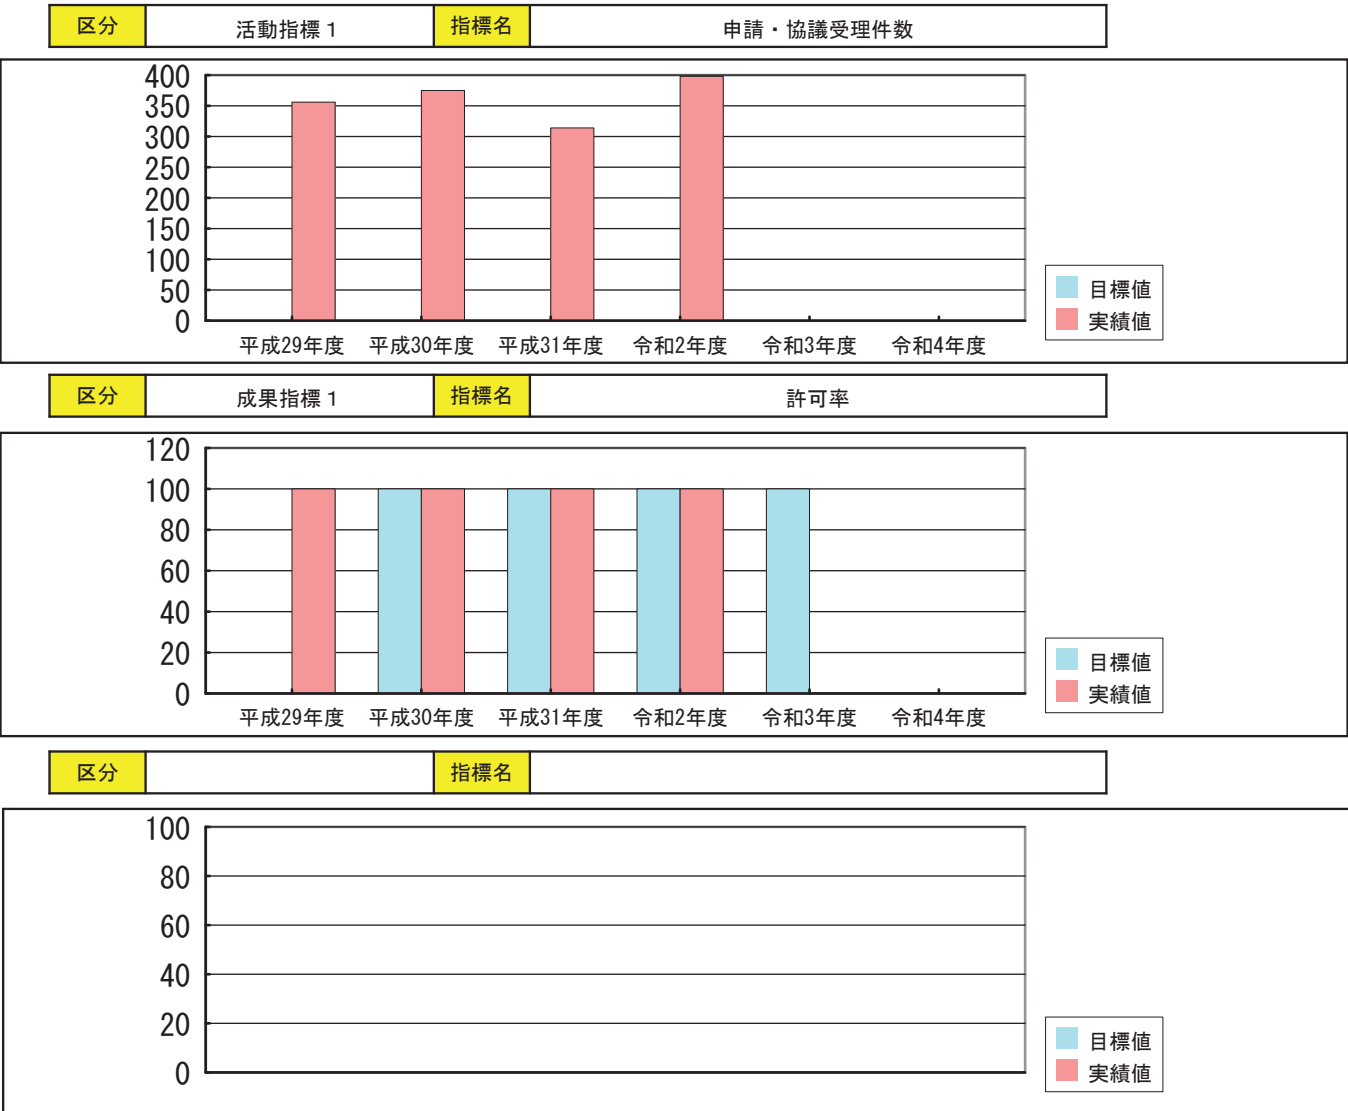 区分 活動指標1 指標名 申請・協議受理件数
400
350
300
250
200
150
100
50
0
平成29年度 平成30年度 平成31年度 令和2年度 令和3年度 令和4年度
目標値
実績値
区分 成果指標1 指標名 許可率
120
100
80
60
40
20
0
平成29年度 平成30年度 平成31年度 令和2年度 令和3年度 令和4年度
目標値
実績値
区分 指標名
100
80
60
40
20
0
目標値
実績値